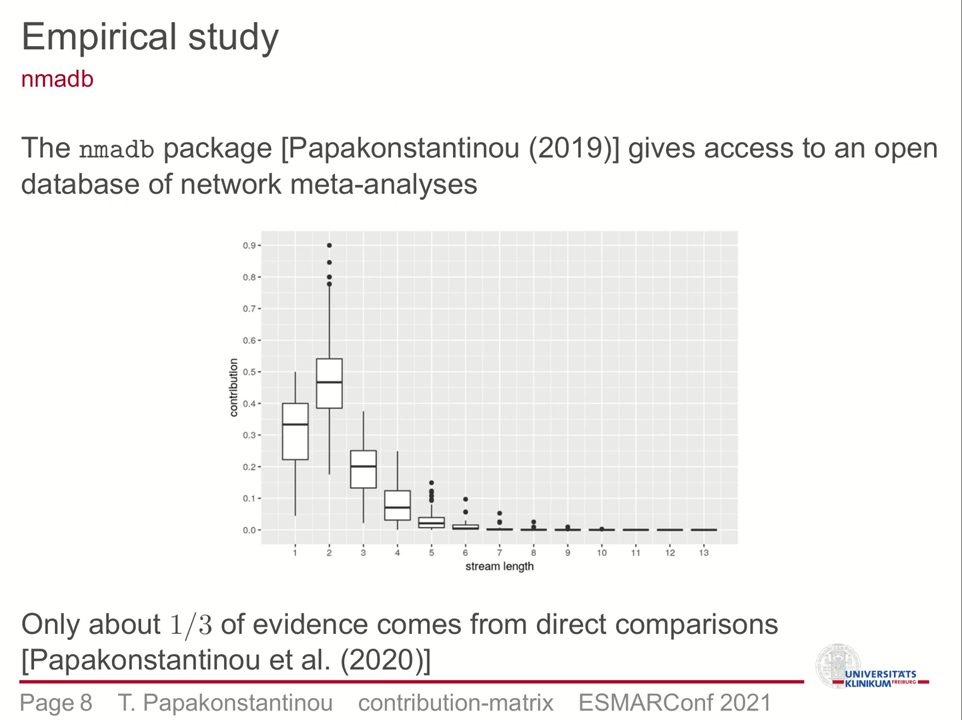 Empirical study
nmadb
The nmadb package [Papakonstantinou (2019)] gives access to an open
database of network meta-analyses
0.9
0.8
0.7
0.6
0.5
0.4
0.3
0.2
0.1
0.0
contribution
1 2 3 4 5 6 7 8 9 10 11 12 13
stream length
Only about 1/3 of evidence comes from direct comparisons
[Papakonstantinou et al. (2020)]
UNIVERSITÄTS
KLINIKUM FREIBURG
Page 8 T. Papakonstantinou contribution-matrix ESMARConf 2021